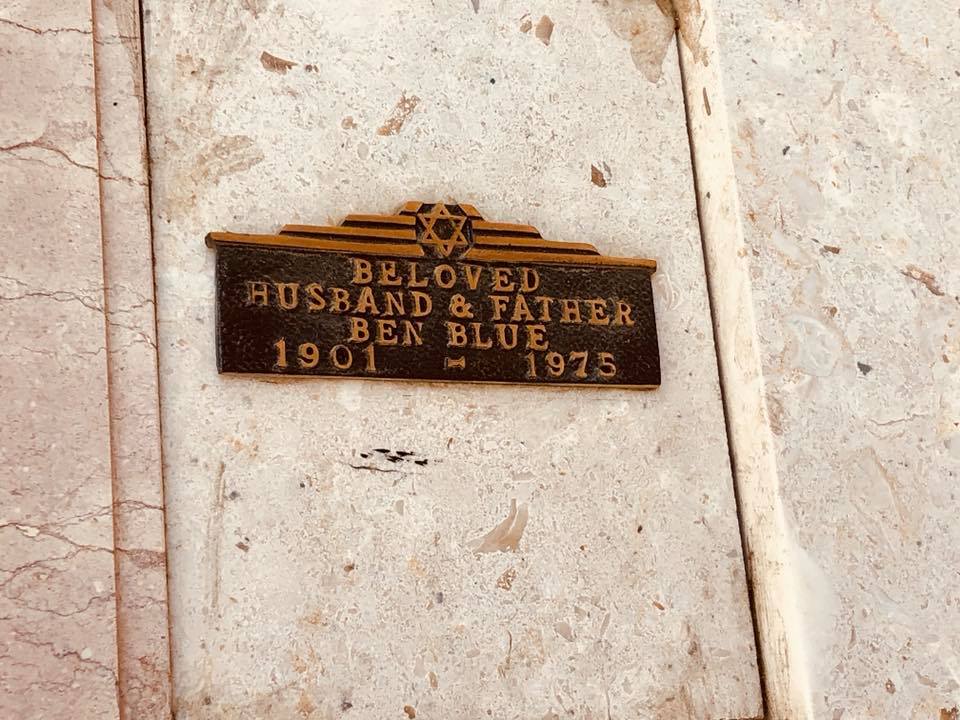 BELOVED
HUSBAND & FATHER
BEN BLUE
1901 - 1975